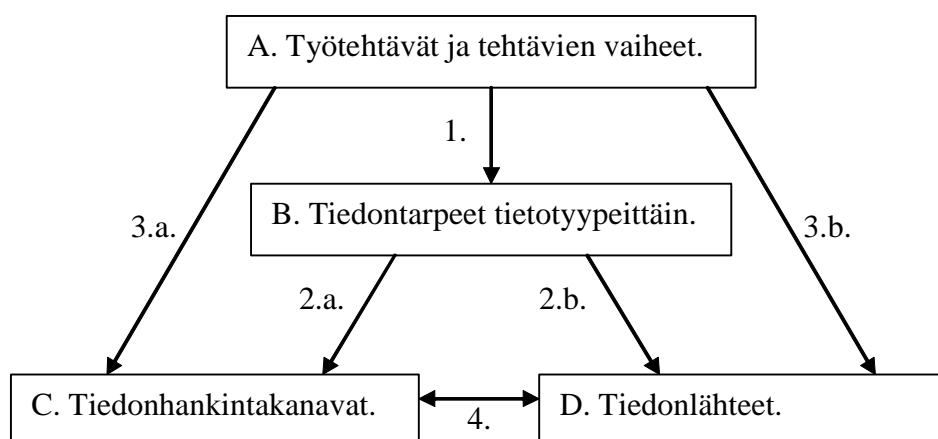 A. Työtehtävät ja tehtävien vaiheet.
1.
B. Tiedontarpeet tietotyypeittäin.
3.a.
3.b.
2.a.
2.b.
C. Tiedonhankintakanavat.
4.
D. Tiedonlähteet.